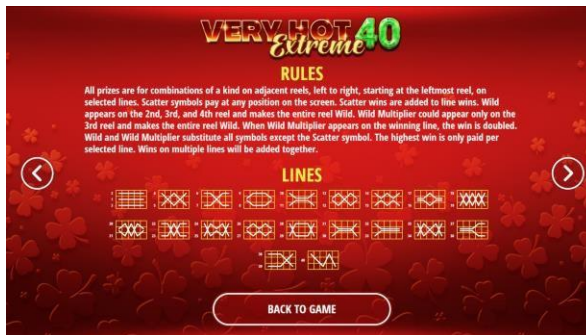 VERY HOT 40
Extreme
RULES
All prizes are for combinations of a kind on adjacent reels, left to right, starting at the leftmost reel, on
selected lines. Scatter symbols pay at any position on the screen. Scatter wins are added to line wins. Wild
appears on the 2nd, 3rd, and 4th reel and makes the entire reel Wild. Wild Multiplier could appear only on the
3rd reel and makes the entire reel Wild. When Wild Multiplier appears on the winning line, the win is doubled.
Wild and Wild Multiplier substitute all symbols except the Scatter symbol. The highest win is only paid per
selected line. Wins on multiple lines will be added together.
LINES
BACK TO GAME